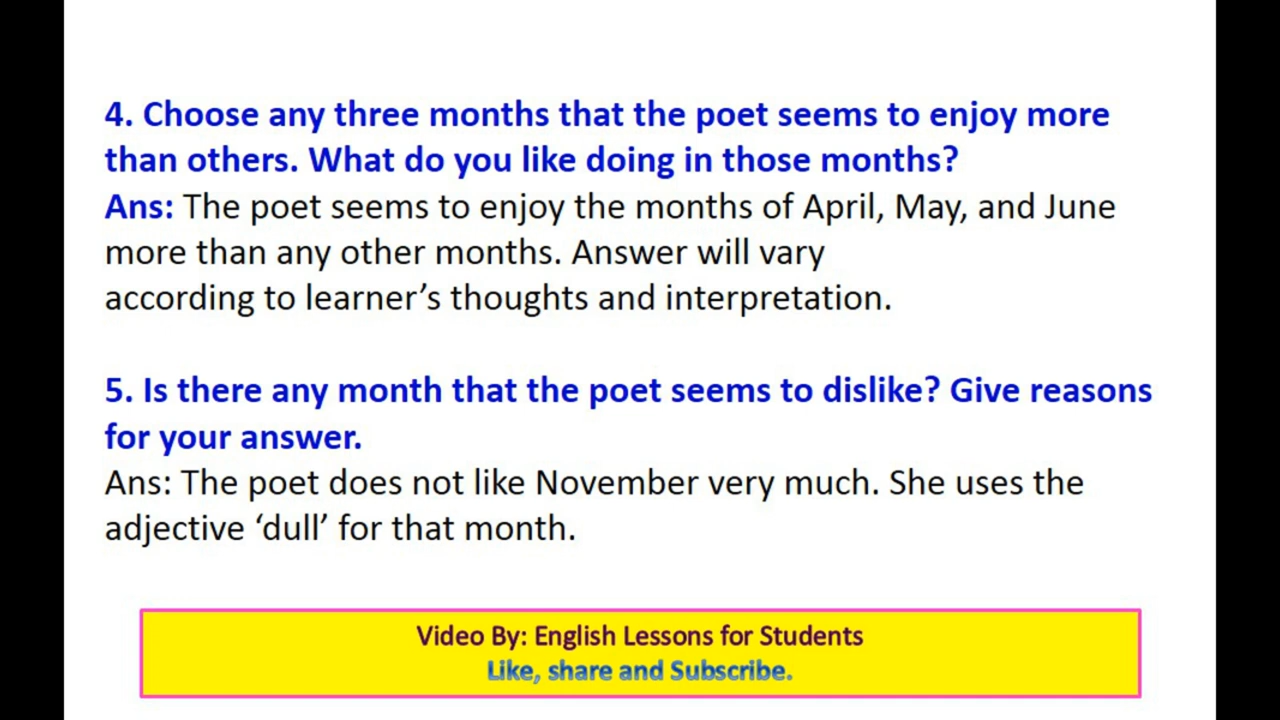 4. Choose any three months that the poet seems to enjoy more
than others. What do you like doing in those months?
Ans: The poet seems to enjoy the months of April, May, and June
more than any other months. Answer will vary
according to learner’s thoughts and interpretation.
5. Is there any month that the poet seems to dislike? Give reasons
for your answer.
Ans: The poet does not like November very much. She uses the
adjective ‘dull’ for that month.
Video By: English Lessons for Students
Like, share and Subscribe.